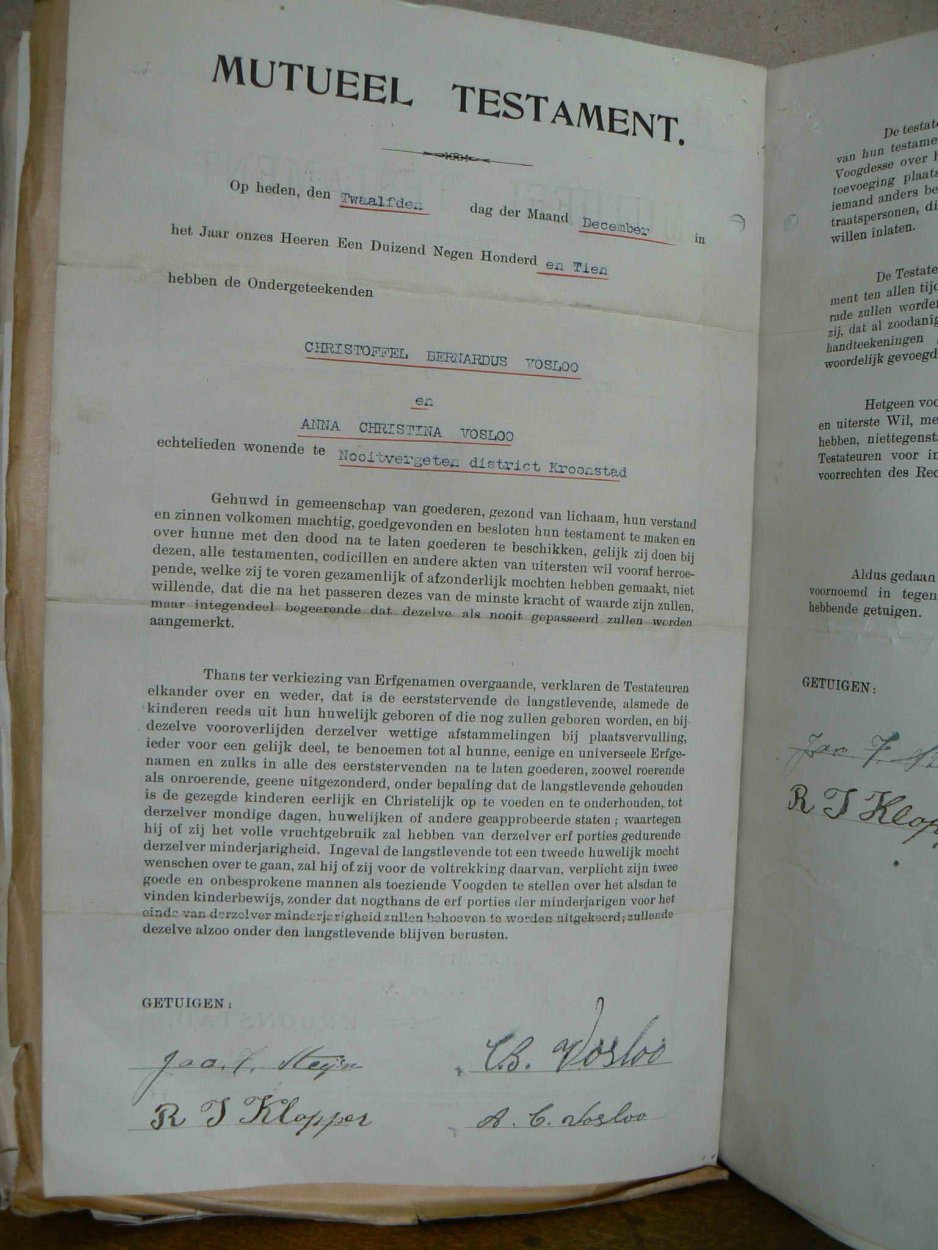 MUTUEEL TESTAMENT.
Op heden, den Twaalfden dag der Maand December in
het Jaar onzes Heeren Een Duizend Negen Honderd en Tien
hebben de Ondergeteekenden
CHRISTOFFEL BERNARDUS VOSLOO
en
ANNA CHRISTINA VOSLOO
echtelieden wonende te Nooitvergeten district Kroonstad
Gehuwd in gemeenschap van goederen, gezond van lichaam, hun verstand
en zinnen volkomen machtig, goedgevonden en besloten hun testament te maken en
over hunne met den dood na te laten goederen te beschikken, gelijk zij doen bij
dezen, alle testamenten, codicillen en andere akten van uitersten wil vooraf herroe-
pende, welke zij te voren gezamenlijk of afzonderlijk mochten hebben gemaakt, niet
willende, dat die na het passeren dezes van de minste kracht of waarde zijn zullen,
maar integendeel begeerende dat dezelve als nooit gepasseerd zullen worden
aangemerkt.
Thans ter verkiezing van Erfgenamen overgaande, verklaren de Testateuren
elkander over en weder, dat is de eerststervende de langstlevende, alsmede de
kinderen reeds uit hun huwelijk geboren of die nog zullen geboren worden, en bij
dezelve vooroverlijden derzelver wettige afstammelingen bij plaatsvervulling,
ieder voor een gelijk deel, te benoemen tot al hunne, eenige en universeele Erfge-
namen en zulks in alle des eerststervenden na te laten goederen, zoowel roerende
als onroerende, geene uitgezonderd, onder bepaling dat de langstlevende gehouden
is de gezegde kinderen eerlijk en Christelijk op te voeden en te onderhouden, tot
derzelver mondige dagen, huwelijken of andere geapprobeerde staten; waartegen
hij of zij het volle vruchtgebruik zal hebben van derzelver erf porties gedurende
derzelver minderjarigheid. Ingeval de langstlevende tot een tweede huwelijk mocht
wenschen over te gaan, zal hij of zij voor de voltrekking daarvan, verplicht zijn twee
goede en onbesprokene mannen als toeziende Voogden te stellen over het alsdan te
vinden kinderbewijs, zonder dat nogthans de erf porties der minderjarigen voor het
einde van derzelver minderjarigheid zullen behoeven te worden uitgekeerd; zullende
dezelve alzoo onder den langstlevende blijven berusten.
GETUIGEN:
Jaa. F. Steijn
C.B. Vosloo
R J Klopper
A. C. Vosloo
De testate
van hun testame
Voogdesse over h
toevoeging plaats
jemand anders be
traatspersonen, di
willen inlaten.
De Testate
ment ten allen tijd
rade zullen worde
zij, dat al zoodanig
handteekeningen
woordelijk gevoegd
Hetgeen voo
en uiterste Wil, me
hebben, niettegenst
Testateuren voor in
voorrechten des Rec
Aldus gedaan
voornoemd in tegen
hebbende getuigen.
GETUIGEN:
Jaa F. St
R J Klop